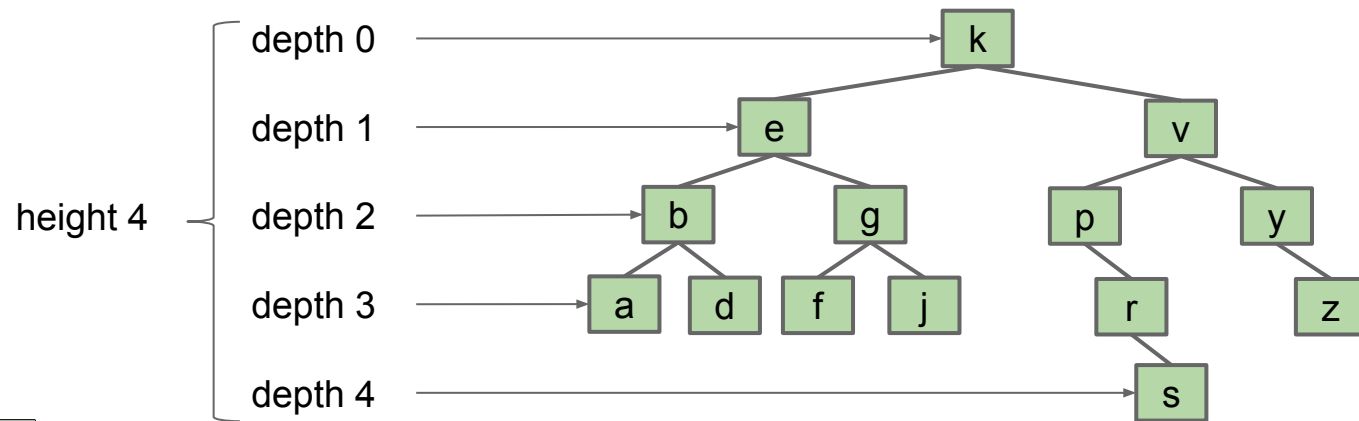 depth 0 k
depth 1 e v
height 4 depth 2 b g p y
depth 3 a d f j r z
depth 4 s